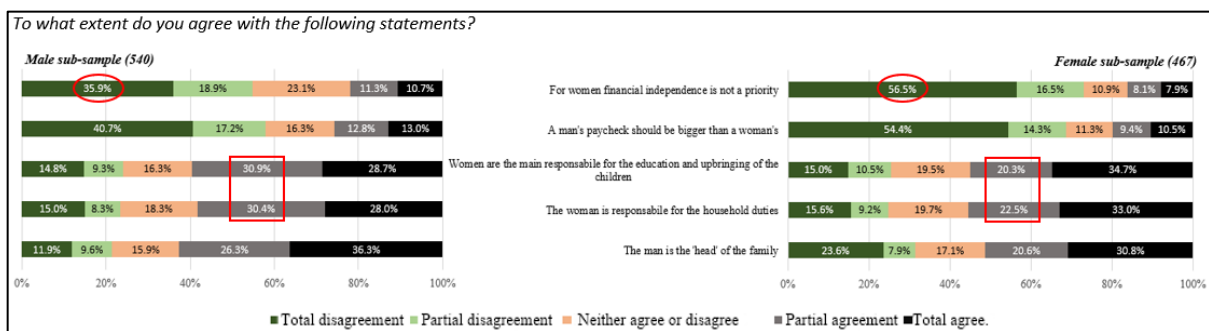 To what extent do you agree with the following statements?
Male sub-sample (540)
Female sub-sample (467)
35.9% 18.9% 23.1% 11.3% 10.7%
For women financial independence is not a priority
56.5% 16.5% 10.9% 8.1% 7.9%
40.7% 17.2% 16.3% 12.8% 13.0%
A man's paycheck should be bigger than a woman's
54.4% 14.3% 11.3% 9.4% 10.5%
14.8% 9.3% 16.3% 30.9% 28.7%
Women are the main responsabile for the education and upbringing of the
children
15.0% 10.5% 19.5% 20.3% 34.7%
15.0% 8.3% 18.3% 30.4% 28.0%
The woman is responsabile for the household duties
15.6% 9.2% 19.7% 22.5% 33.0%
11.9% 9.6% 15.9% 26.3% 36.3%
The man is the 'head' of the family
23.6% 7.9% 17.1% 20.6% 30.8%
0% 20% 40% 60% 80% 100%
0% 20% 40% 60% 80% 100%
Total disagreement Partial disagreement Neither agree or disagree Partial agreement Total agree.